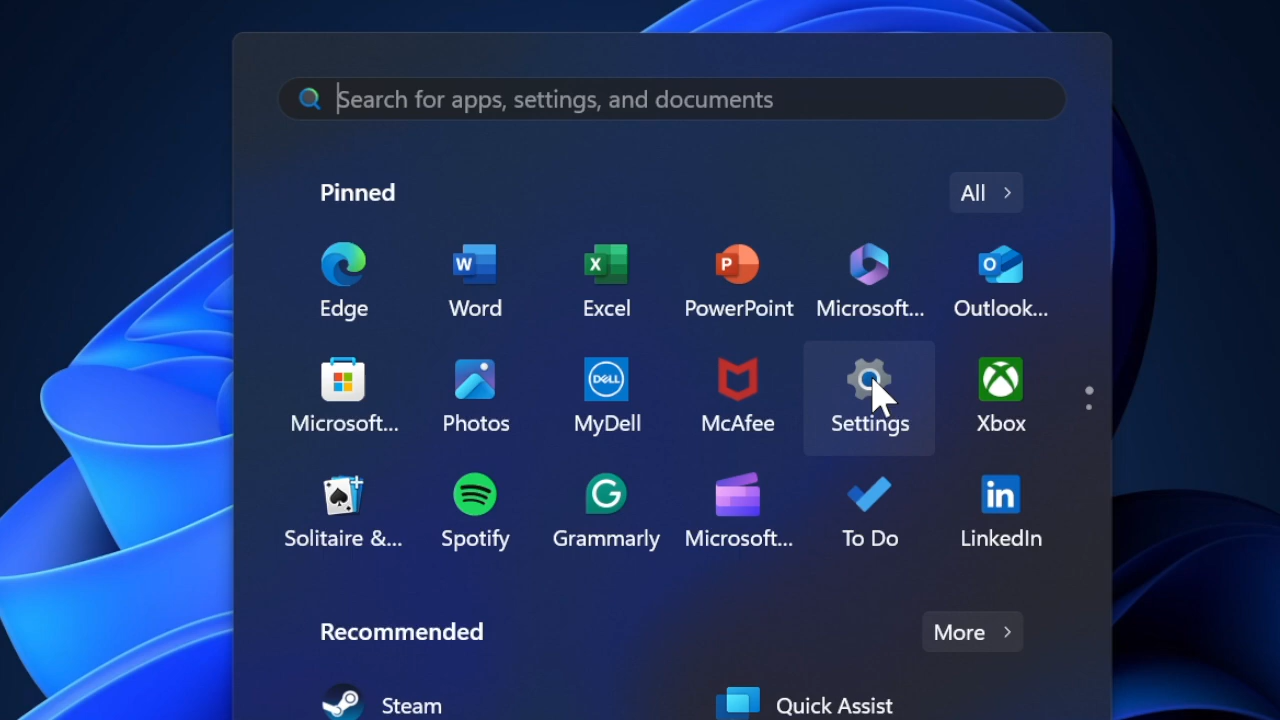 Search for apps, settings, and documents
Pinned
All
Edge
Word
Excel
PowerPoint
Microsoft...
Outlook...
Microsoft...
Photos
MyDell
McAfee
Settings
Xbox
Solitaire &...
Spotify
Grammarly
Microsoft...
To Do
LinkedIn
Recommended
More
Steam
Quick Assist